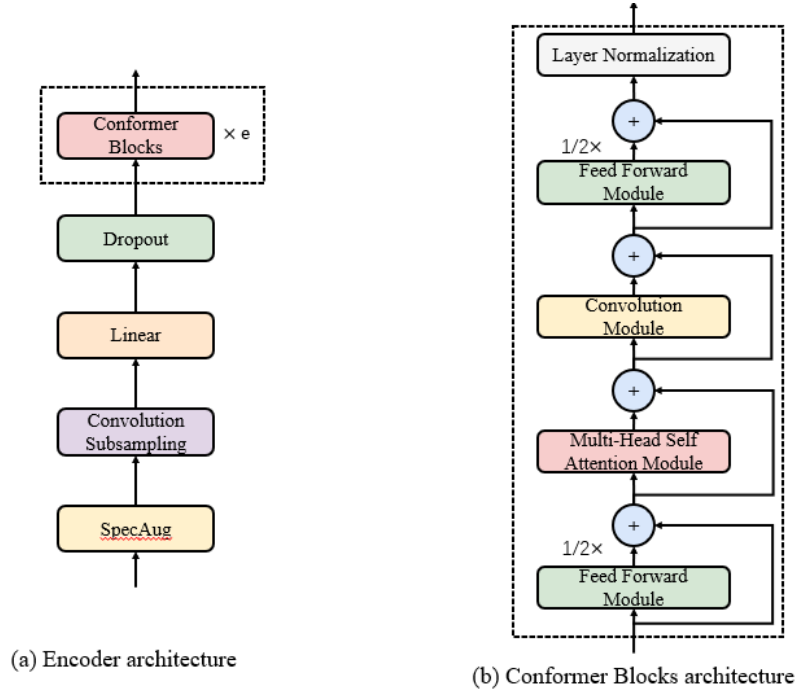 Conformer
Blocks
× e
Dropout
Linear
Convolution
Subsampling
SpecAug
(a) Encoder architecture
Layer Normalization
+
1/2×
Feed Forward
Module
+
Convolution
Module
+
Multi-Head Self
Attention Module
+
1/2×
Feed Forward
Module
(b) Conformer Blocks architecture